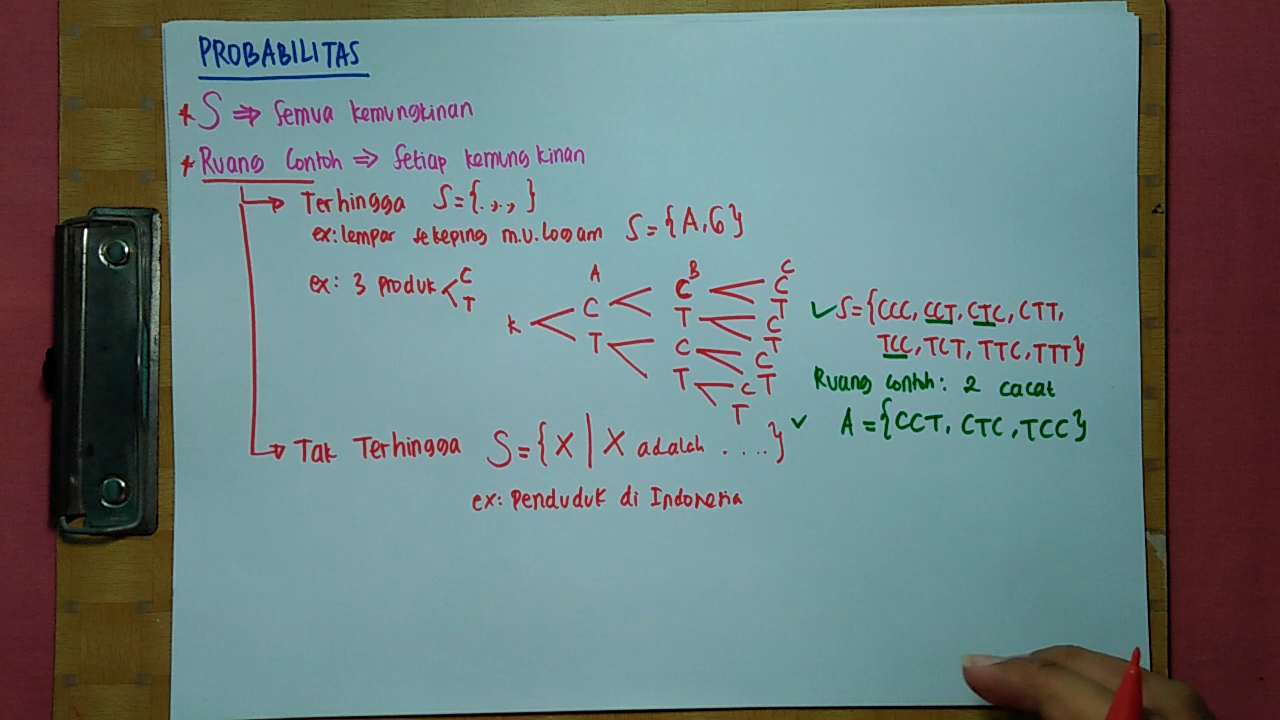 PROBABILITAS
* S ⇒ Semua kemungkinan
* Ruang Contoh ⇒ Setiap kemungkinan
→ Terhingga S={.,.,}
ex: lempar sekeping m.u.logam S={A,G}
ex: 3 produk < C T
A B C
K C T C T C T C T C T C T C T
✓ S={CCC, CCT, CTC, CTT,
TCC, TCT, TTC, TTT}
Ruang contoh: 2 cacat
✓ A={CCT, CTC, TCC}
→ Tak Terhingga S={X|X adalah ....}
ex: Penduduk di Indonesia